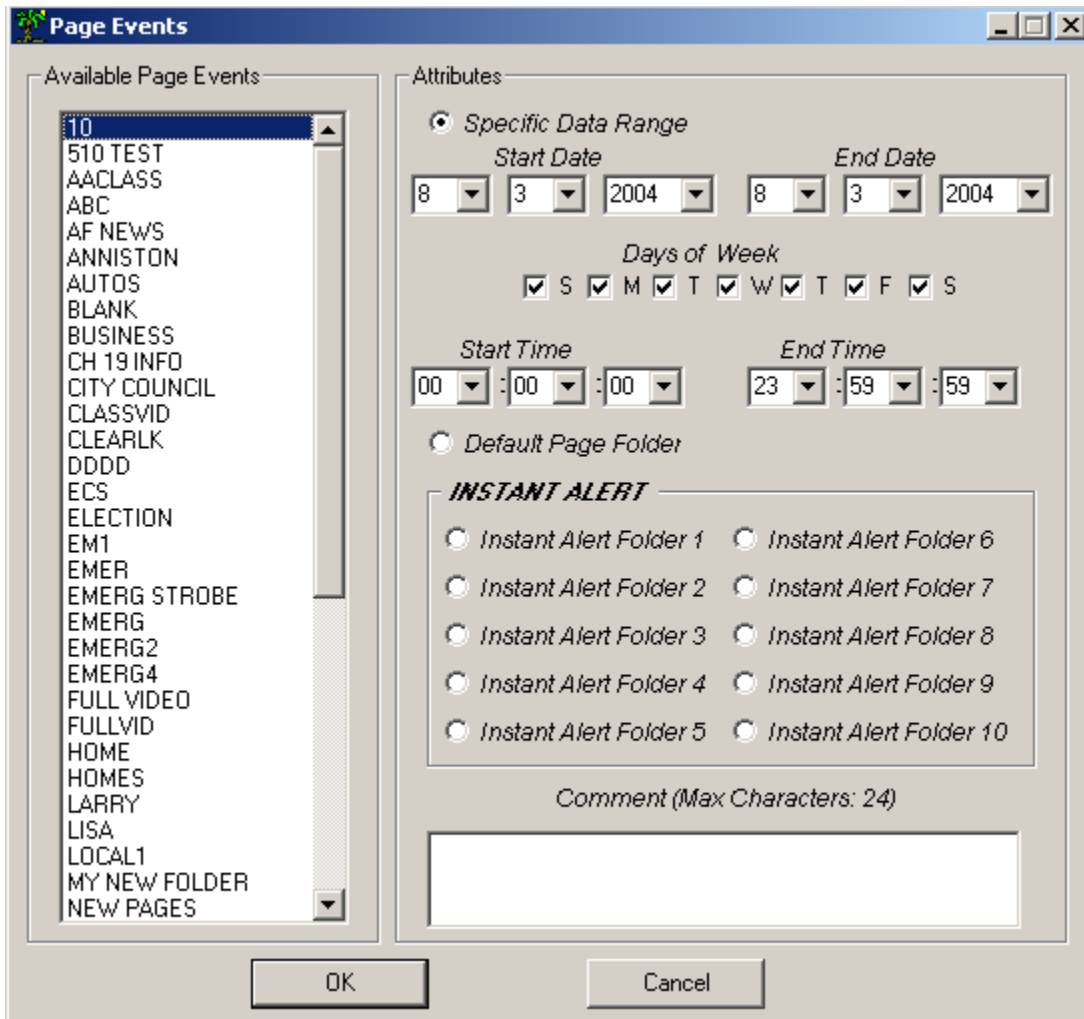 Page Events
Available Page Events
10
510 TEST
AACLASS
ABC
AF NEWS
ANNISTON
AUTOS
BLANK
BUSINESS
CH 19 INFO
CITY COUNCIL
CLASSVID
CLEARLK
DDDD
ECS
ELECTION
EM1
EMER
EMERG STROBE
EMERG
EMERG2
EMERG4
FULL VIDEO
FULLVID
HOME
HOMES
LARRY
LISA
LOCAL1
MY NEW FOLDER
NEW PAGES
Attributes
Specific Data Range
Start Date End Date
8 3 2004 8 3 2004
Days of Week
S M T W T F S
Start Time End Time
00 : 00 : 00 23 : 59 : 59
Default Page Folder
INSTANT ALERT
Instant Alert Folder 1 Instant Alert Folder 6
Instant Alert Folder 2 Instant Alert Folder 7
Instant Alert Folder 3 Instant Alert Folder 8
Instant Alert Folder 4 Instant Alert Folder 9
Instant Alert Folder 5 Instant Alert Folder 10
Comment (Max Characters: 24)
OK Cancel